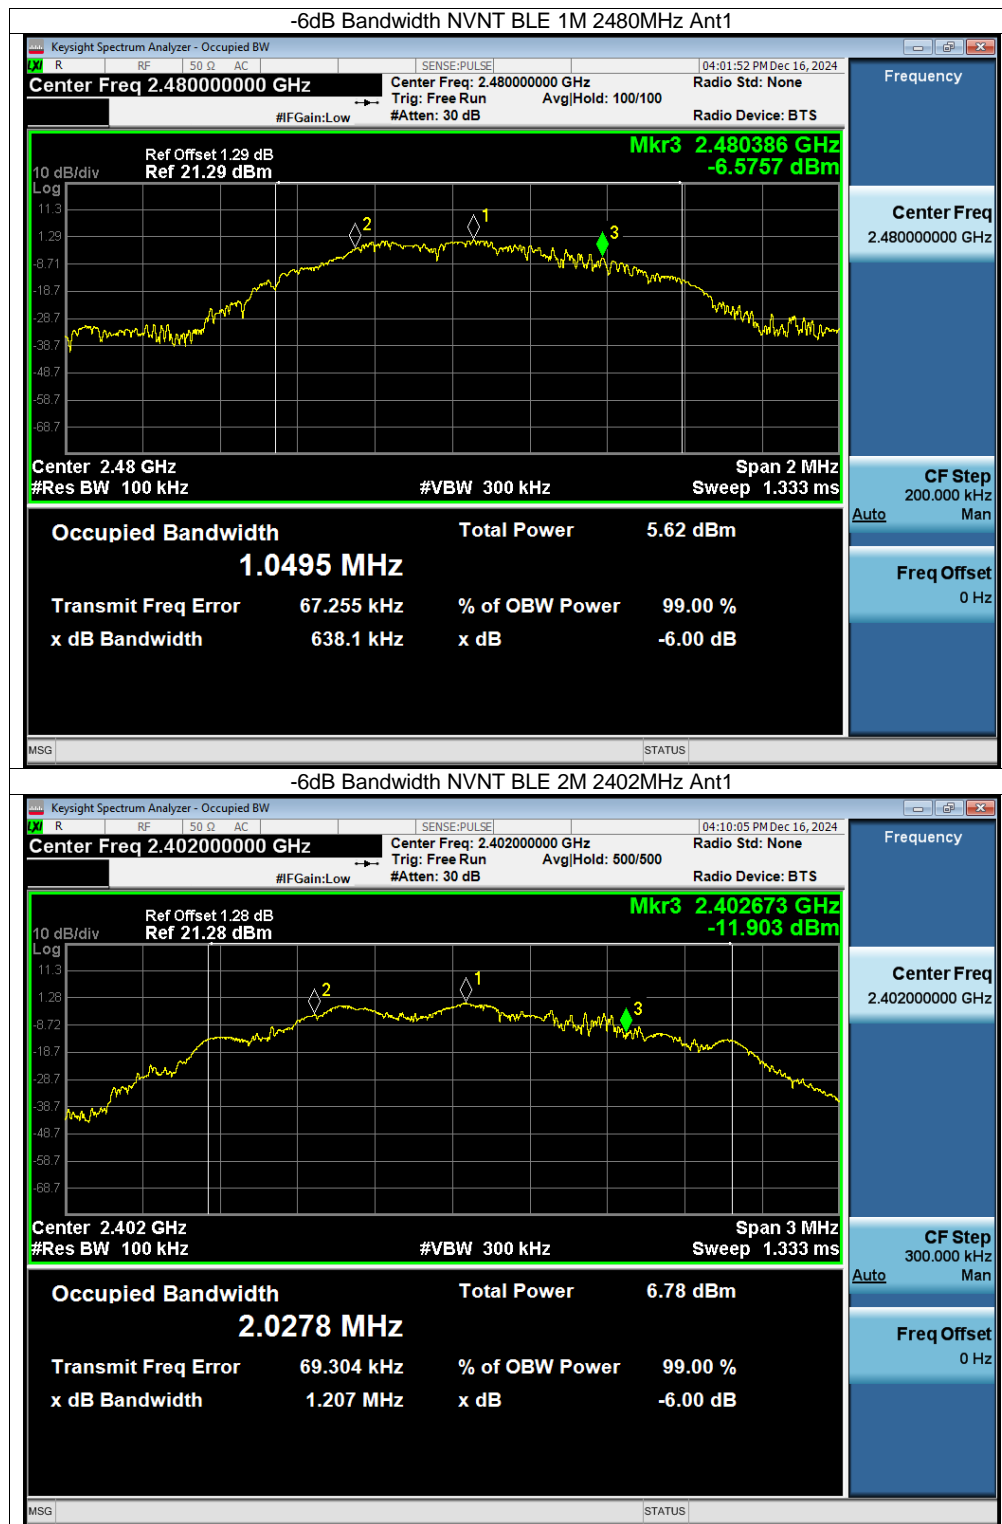 -6dB Bandwidth NVNT BLE 1M 2480MHz Ant1
Keysight Spectrum Analyzer - Occupied BW
LXI R RF 50 Ω AC SENSE:PULSE 04:01:52 PM Dec 16, 2024
Center Freq 2.480000000 GHz Center Freq: 2.480000000 GHz Radio Std: None Frequency
Trig: Free Run Avg|Hold: 100/100
#IFGain:Low #Atten: 30 dB Radio Device: BTS
Mkr3 2.480386 GHz
Ref Offset 1.29 dB
10 dB/div Ref 21.29 dBm -6.5757 dBm
Log
11.3
1.29
-8.71
-18.7
-28.7
-38.7
-48.7
-58.7
-68.7
2 1 3
Center Freq
2.480000000 GHz
Center 2.48 GHz Span 2 MHz
#Res BW 100 kHz #VBW 300 kHz Sweep 1.333 ms
CF Step
200.000 kHz
Auto Man
Occupied Bandwidth Total Power 5.62 dBm
1.0495 MHz
Freq Offset
0 Hz
Transmit Freq Error 67.255 kHz % of OBW Power 99.00 %
x dB Bandwidth 638.1 kHz x dB -6.00 dB
MSG STATUS
-6dB Bandwidth NVNT BLE 2M 2402MHz Ant1
Keysight Spectrum Analyzer - Occupied BW
LXI R RF 50 Ω AC SENSE:PULSE 04:10:05 PM Dec 16, 2024
Center Freq 2.402000000 GHz Center Freq: 2.402000000 GHz Radio Std: None Frequency
Trig: Free Run Avg|Hold: 500/500
#IFGain:Low #Atten: 30 dB Radio Device: BTS
Mkr3 2.402673 GHz
Ref Offset 1.28 dB
10 dB/div Ref 21.28 dBm -11.903 dBm
Log
11.3
1.28
-8.72
-18.7
-28.7
-38.7
-48.7
-58.7
-68.7
2 1 3
Center Freq
2.402000000 GHz
Center 2.402 GHz Span 3 MHz
#Res BW 100 kHz #VBW 300 kHz Sweep 1.333 ms
CF Step
300.000 kHz
Auto Man
Occupied Bandwidth Total Power 6.78 dBm
2.0278 MHz
Freq Offset
0 Hz
Transmit Freq Error 69.304 kHz % of OBW Power 99.00 %
x dB Bandwidth 1.207 MHz x dB -6.00 dB
MSG STATUS